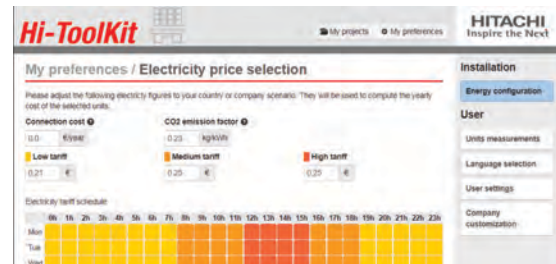 Hi-ToolKit
My projects My preferences
HITACHI
Inspire the Next
My preferences / Electricity price selection
Please adjust the following electricity figures to your country or company scenario. They will be used to compute the yearly
cost of the selected units.
Connection cost CO2 emission factor
0.0 €/year 0.23 kg/kWh
Low tariff Medium tariff High tariff
0.21 € 0.25 € €
Electricity tariff schedule
0h 1h 2h 3h 4h 5h 6h 7h 8h 9h 10h 11h 12h 13h 14h 15h 16h 17h 18h 19h 20h 21h 22h 23h
Mon
Tue
Wed
Installation
Energy configuration
User
Units measurements
Language selection
User settings
Company
customization